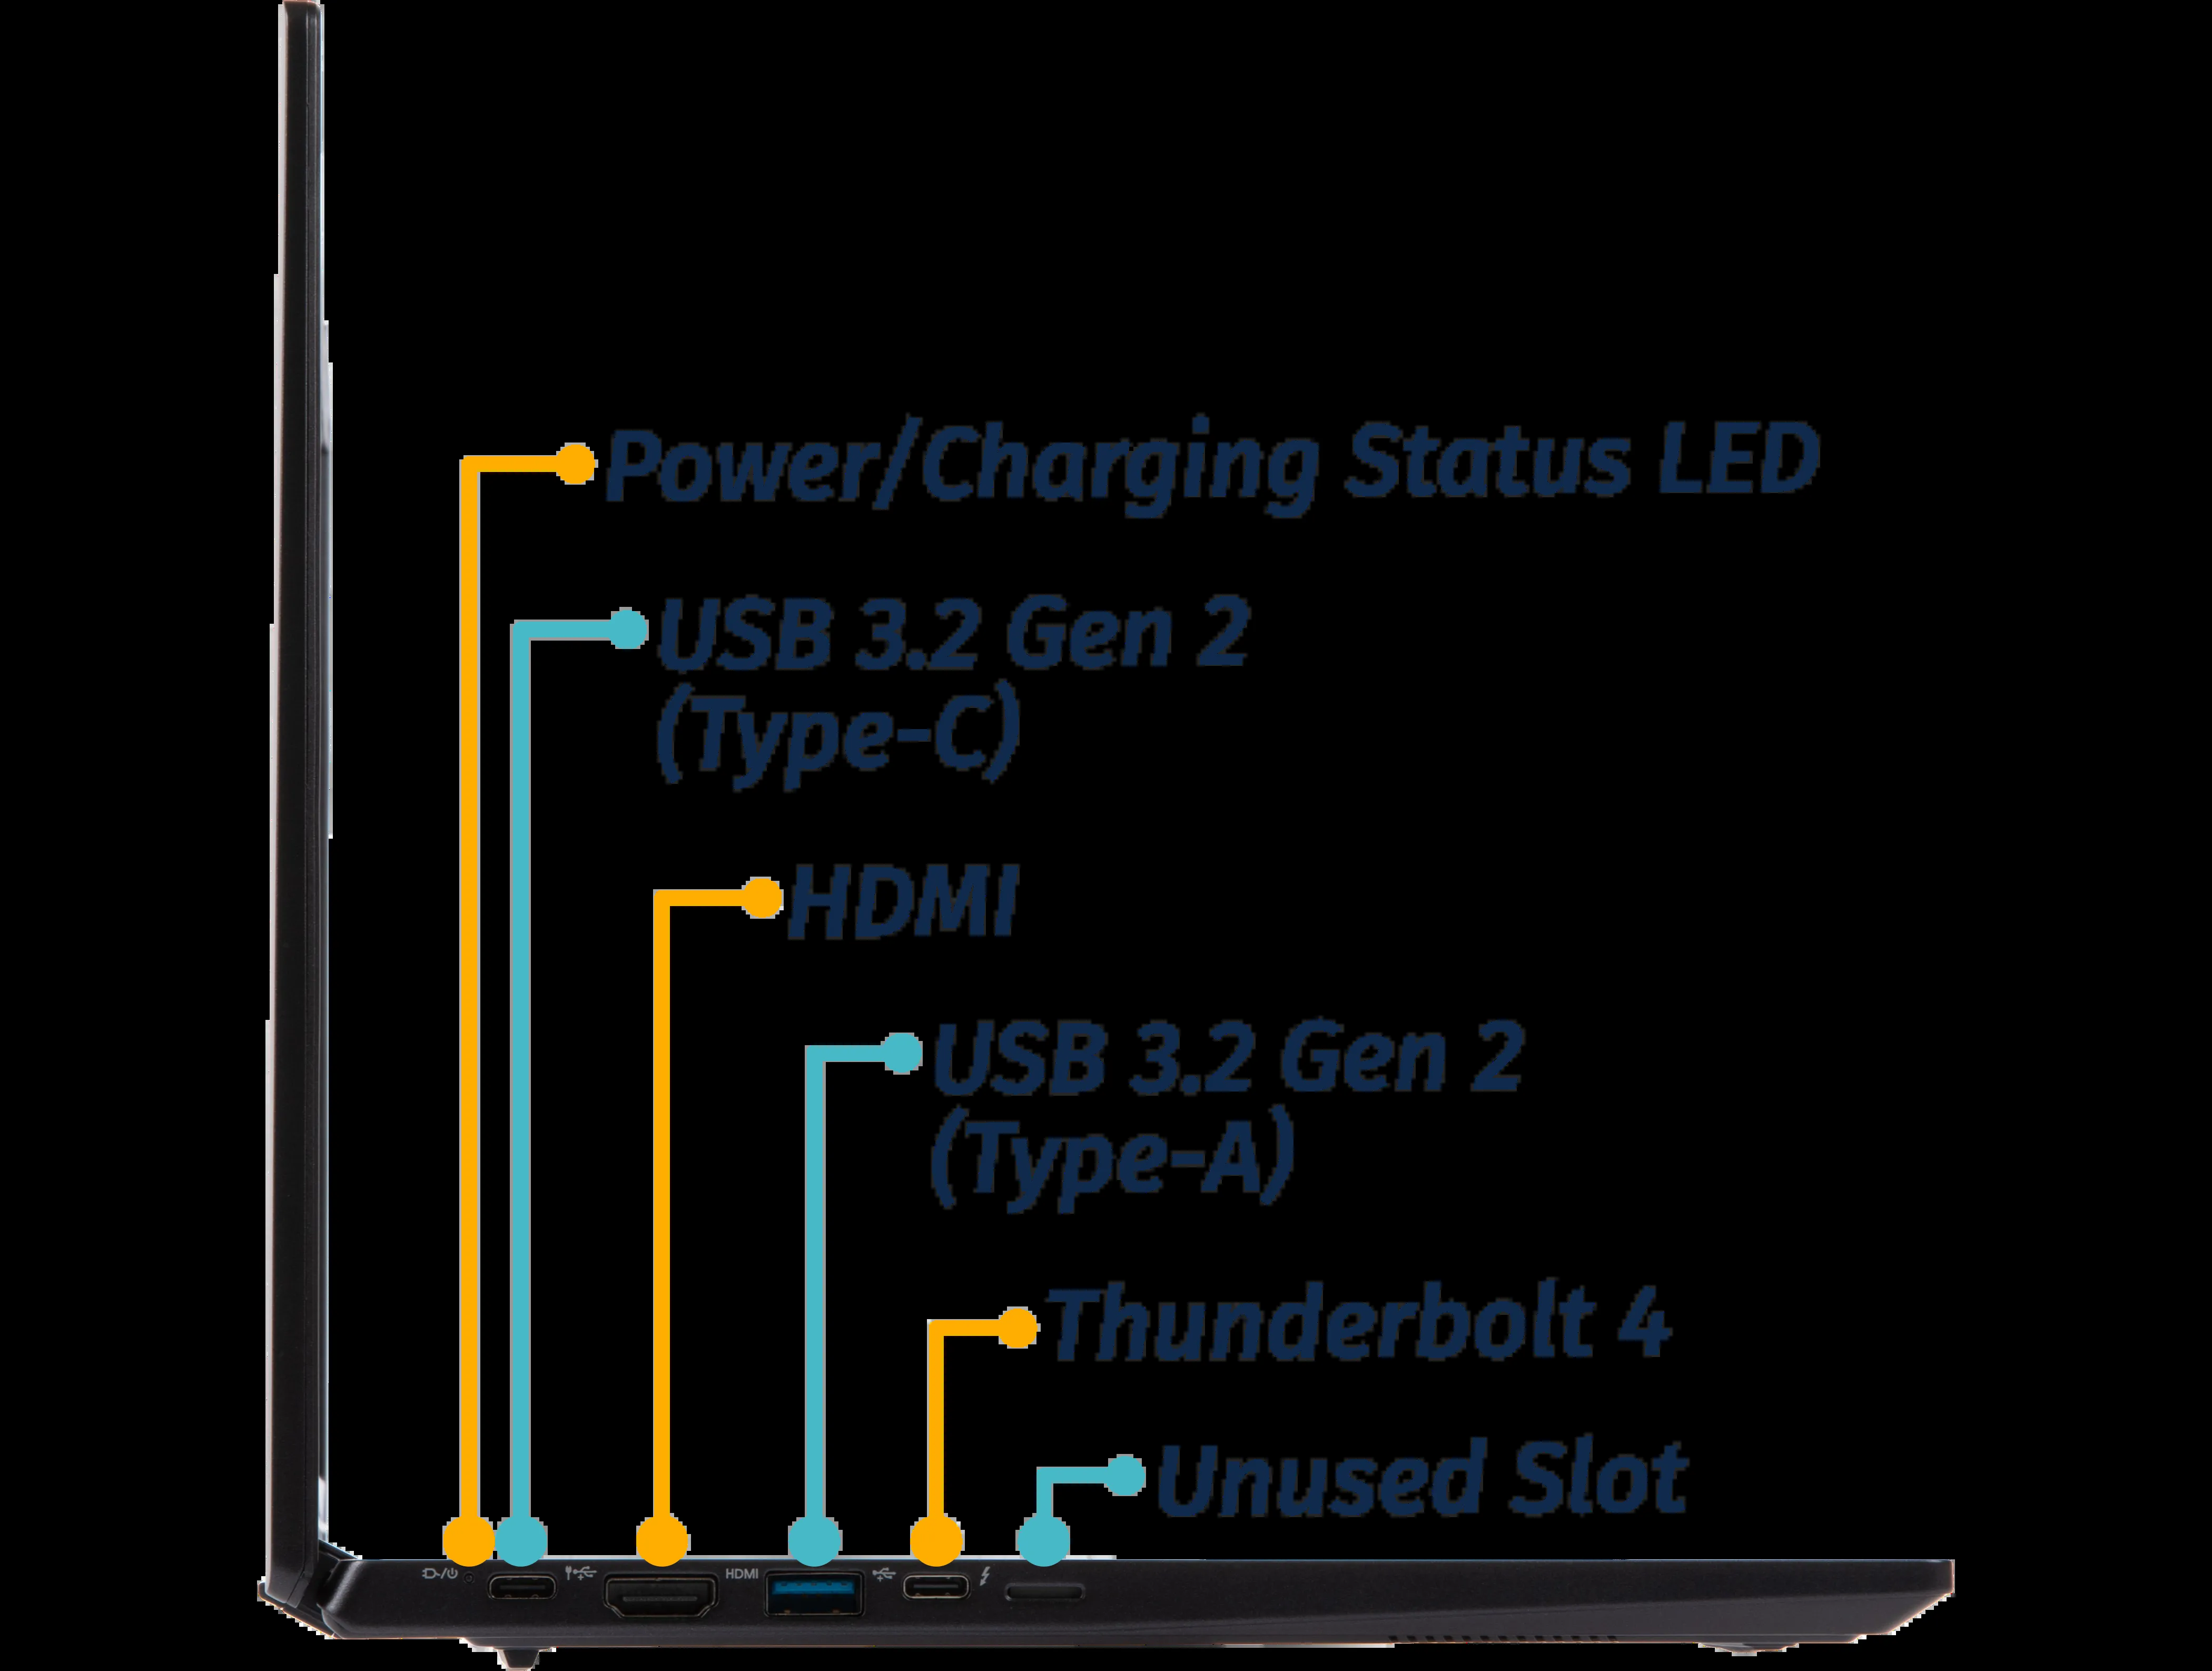 Power/Charging Status LED
USB 3.2 Gen 2
(Type-C)
HDMI
USB 3.2 Gen 2
(Type-A)
Thunderbolt 4
Unused Slot
HDMI